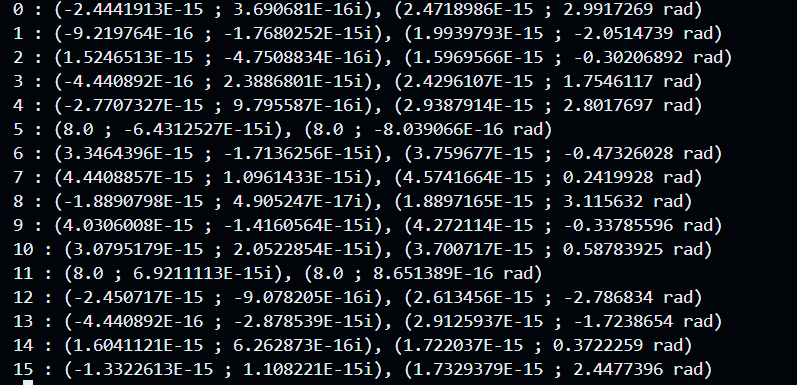 0 : (-2.4441913E-15 ; 3.690681E-16i), (2.4718986E-15 ; 2.9917269 rad)
1 : (-9.219764E-16 ; -1.7680252E-15i), (1.9939793E-15 ; -2.0514739 rad)
2 : (1.5246513E-15 ; -4.7508834E-16i), (1.5969566E-15 ; -0.30206892 rad)
3 : (-4.440892E-16 ; 2.3886801E-15i), (2.4296107E-15 ; 1.7546117 rad)
4 : (-2.7707327E-15 ; 9.795587E-16i), (2.9387914E-15 ; 2.8017697 rad)
5 : (8.0 ; -6.4312527E-15i), (8.0 ; -8.039066E-16 rad)
6 : (3.3464396E-15 ; -1.7136256E-15i), (3.759677E-15 ; -0.47326028 rad)
7 : (4.4408857E-15 ; 1.0961433E-15i), (4.5741664E-15 ; 0.2419928 rad)
8 : (-1.8890798E-15 ; 4.905247E-17i), (1.8897165E-15 ; 3.115632 rad)
9 : (4.0306008E-15 ; -1.4160564E-15i), (4.272114E-15 ; -0.33785596 rad)
10 : (3.0795179E-15 ; 2.0522854E-15i), (3.700717E-15 ; 0.58783925 rad)
11 : (8.0 ; 6.9211113E-15i), (8.0 ; 8.651389E-16 rad)
12 : (-2.450717E-15 ; -9.078205E-16i), (2.613456E-15 ; -2.786834 rad)
13 : (-4.440892E-16 ; -2.878539E-15i), (2.9125937E-15 ; -1.7238654 rad)
14 : (1.6041121E-15 ; 6.262873E-16i), (1.722037E-15 ; 0.3722259 rad)
15 : (-1.3322613E-15 ; 1.108221E-15i), (1.7329379E-15 ; 2.4477396 rad)